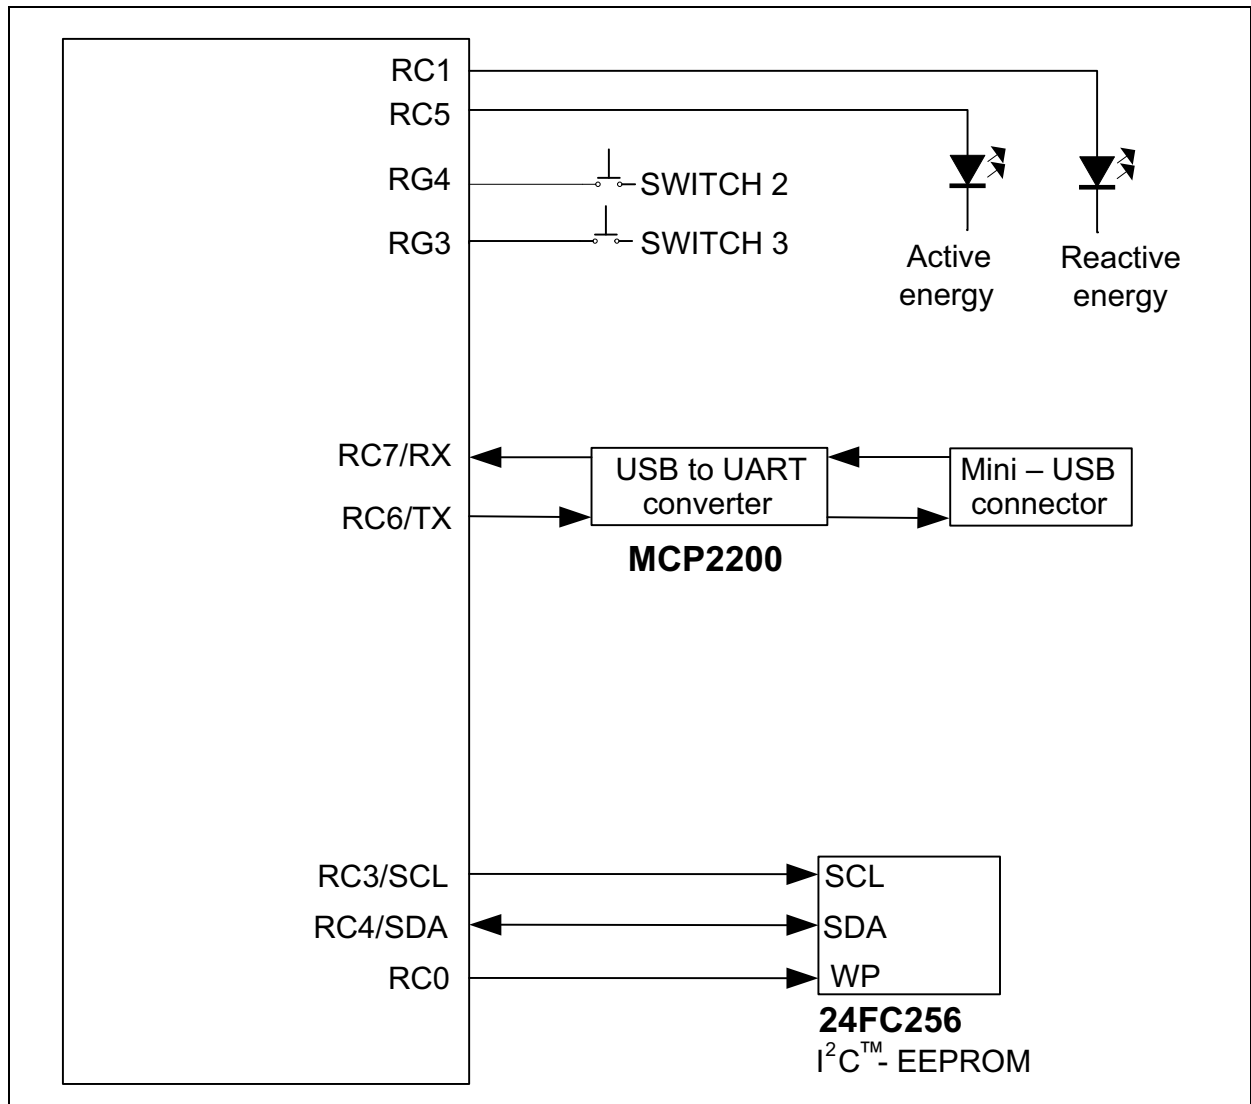 RC1
RC5
RG4
SWITCH 2
RG3
SWITCH 3
Active
energy
Reactive
energy
RC7/RX
RC6/TX
USB to UART
converter
MCP2200
Mini – USB
connector
RC3/SCL
SCL
RC4/SDA
SDA
RC0
WP
24FC256
I²C™- EEPROM